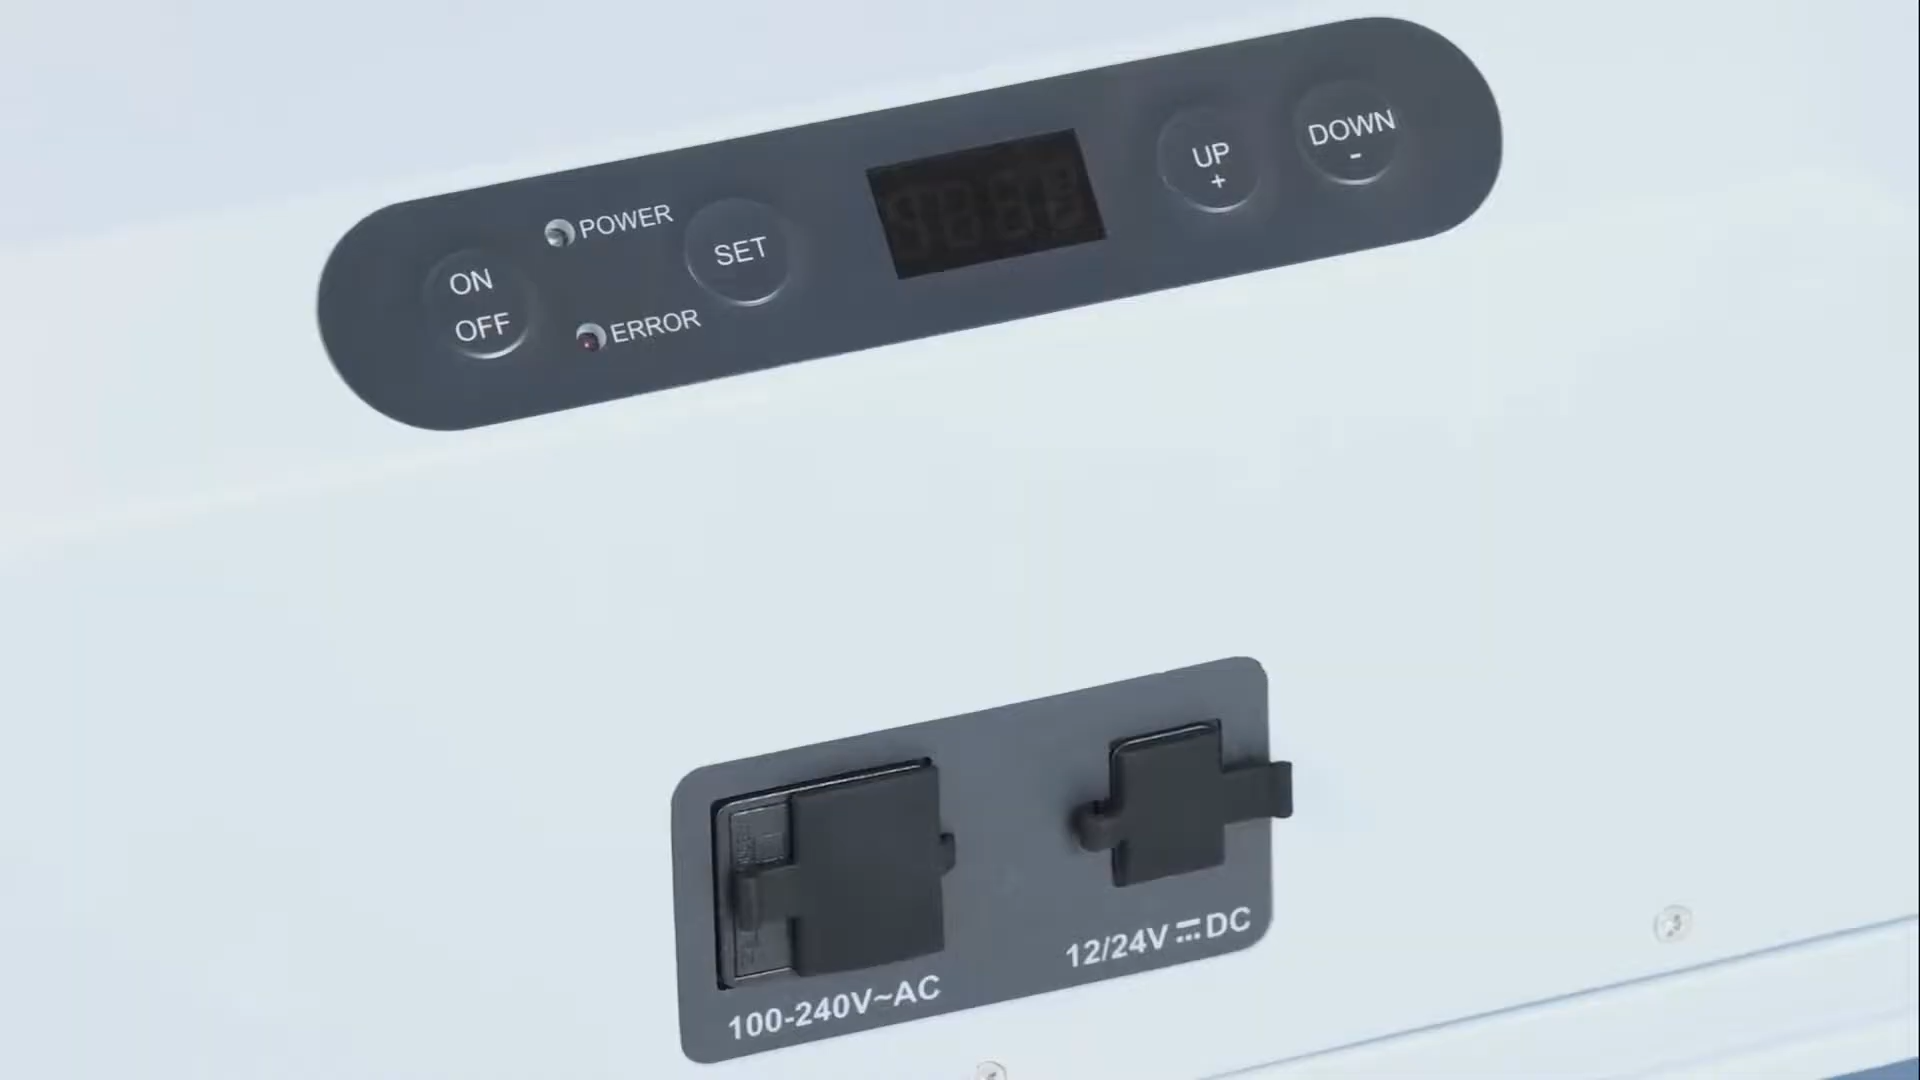 ON
OFF
POWER
ERROR
SET
UP
+
DOWN
-
100-240V~AC
12/24V⎓DC